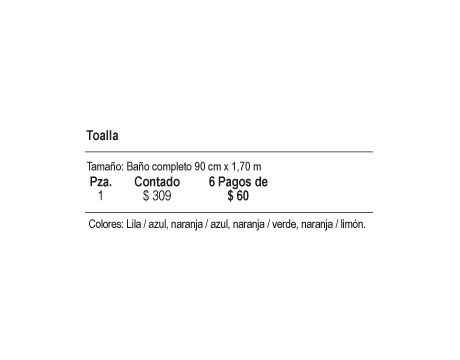 Toalla
Tamaño: Baño completo 90 cm x 1,70 m
Pza. Contado 6 Pagos de
1 $ 309 $ 60
Colores: Lila / azul, naranja / azul, naranja / verde, naranja / limón.